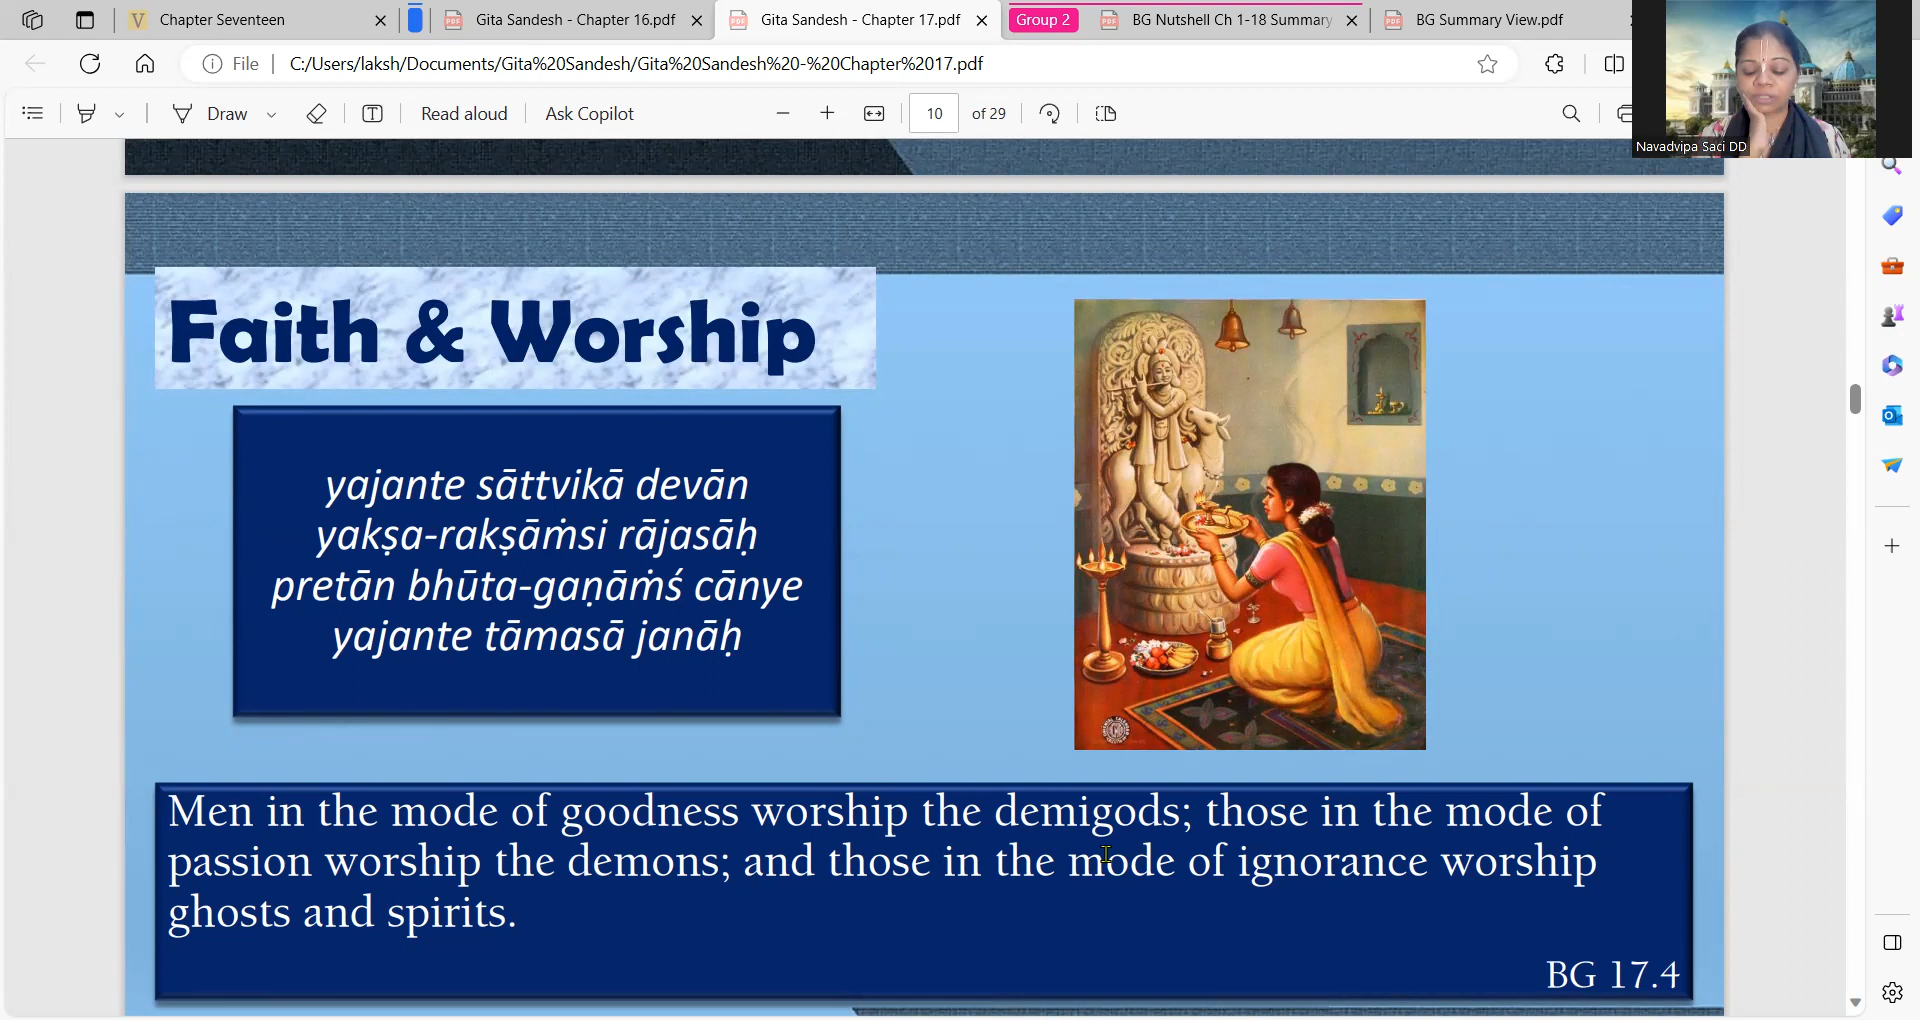 Chapter Seventeen
Gita Sandesh - Chapter 16.pdf
Gita Sandesh - Chapter 17.pdf
Group 2
BG Nutshell Ch 1-18 Summary
BG Summary View.pdf
File
C:/Users/laksh/Documents/Gita%20Sandesh/Gita%20Sandesh%20-%20Chapter%2017.pdf
Draw
Read aloud
Ask Copilot
10
of 29
Navadvipa Saci DD
Faith & Worship
yajante sāttvikā devān
yakṣa-rakṣāṁsi rājasāḥ
pretān bhūta-gaṇāṁś cānye
yajante tāmasā janāḥ
Men in the mode of goodness worship the demigods; those in the mode of
passion worship the demons; and those in the mode of ignorance worship
ghosts and spirits.
BG 17.4